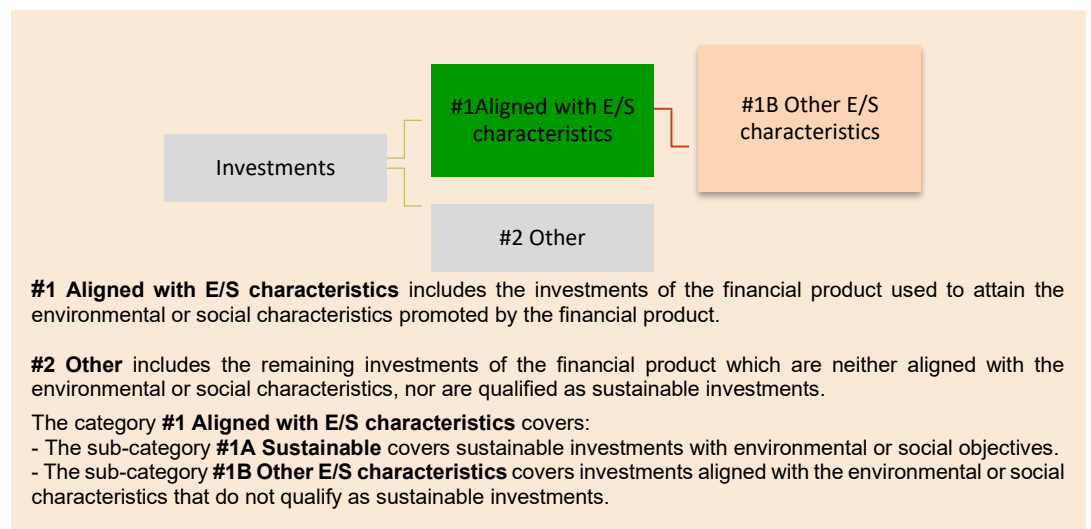 #1Aligned with E/S
characteristics
#1B Other E/S
characteristics
Investments
#2 Other
#1 Aligned with E/S characteristics includes the investments of the financial product used to attain the
environmental or social characteristics promoted by the financial product.
#2 Other includes the remaining investments of the financial product which are neither aligned with the
environmental or social characteristics, nor are qualified as sustainable investments.
The category #1 Aligned with E/S characteristics covers:
- The sub-category #1A Sustainable covers sustainable investments with environmental or social objectives.
- The sub-category #1B Other E/S characteristics covers investments aligned with the environmental or social
characteristics that do not qualify as sustainable investments.